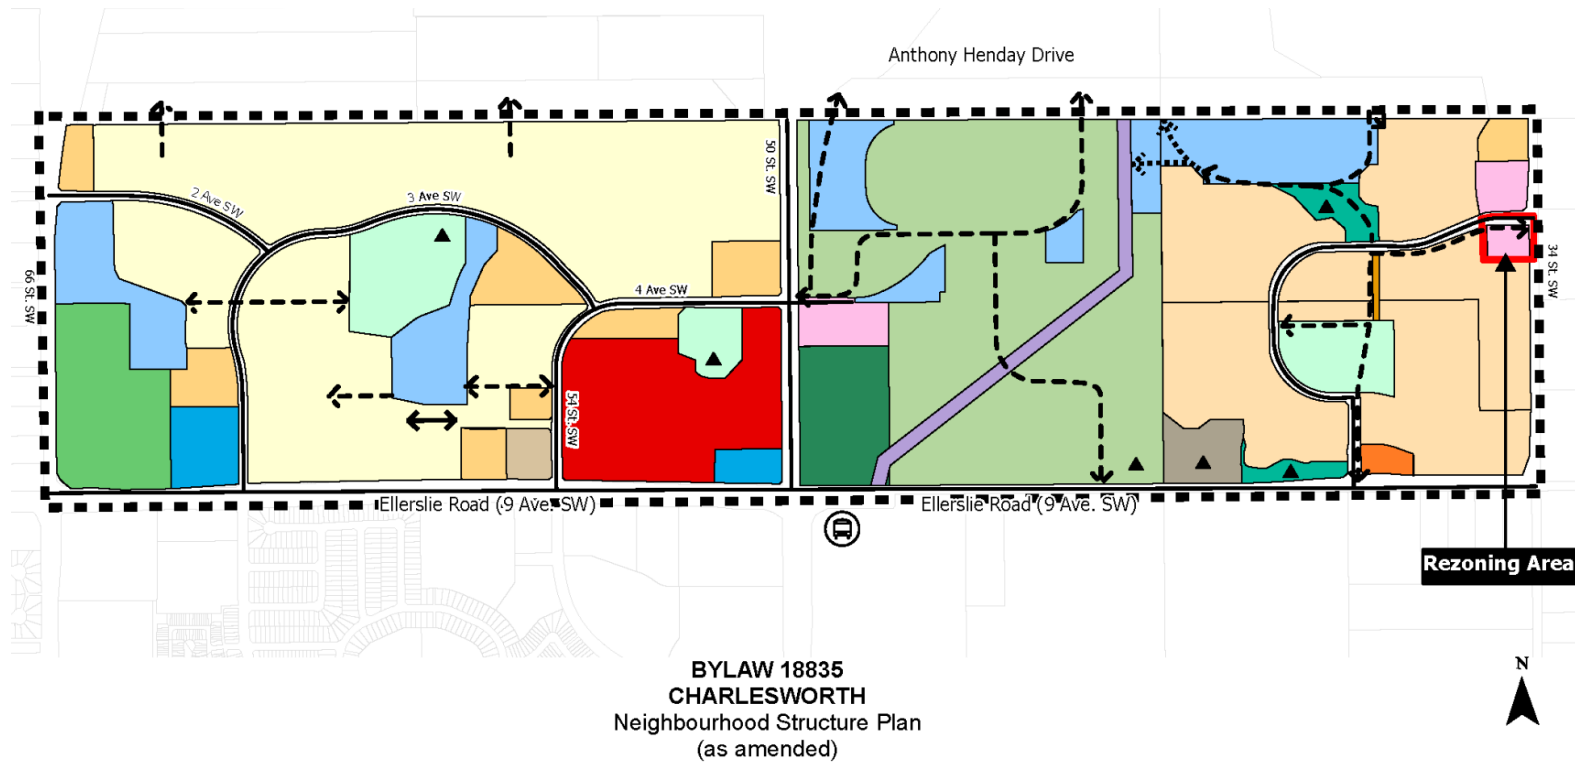 Anthony Henday Drive
50 St. SW
2 Ave SW
3 Ave SW
66 St. SW
34 St. SW
4 Ave SW
54 St. SW
Ellerslie Road (9 Ave. SW)
Ellerslie Road (9 Ave. SW)
Rezoning Area
N
BYLAW 18835
CHARLESWORTH
Neighbourhood Structure Plan
(as amended)